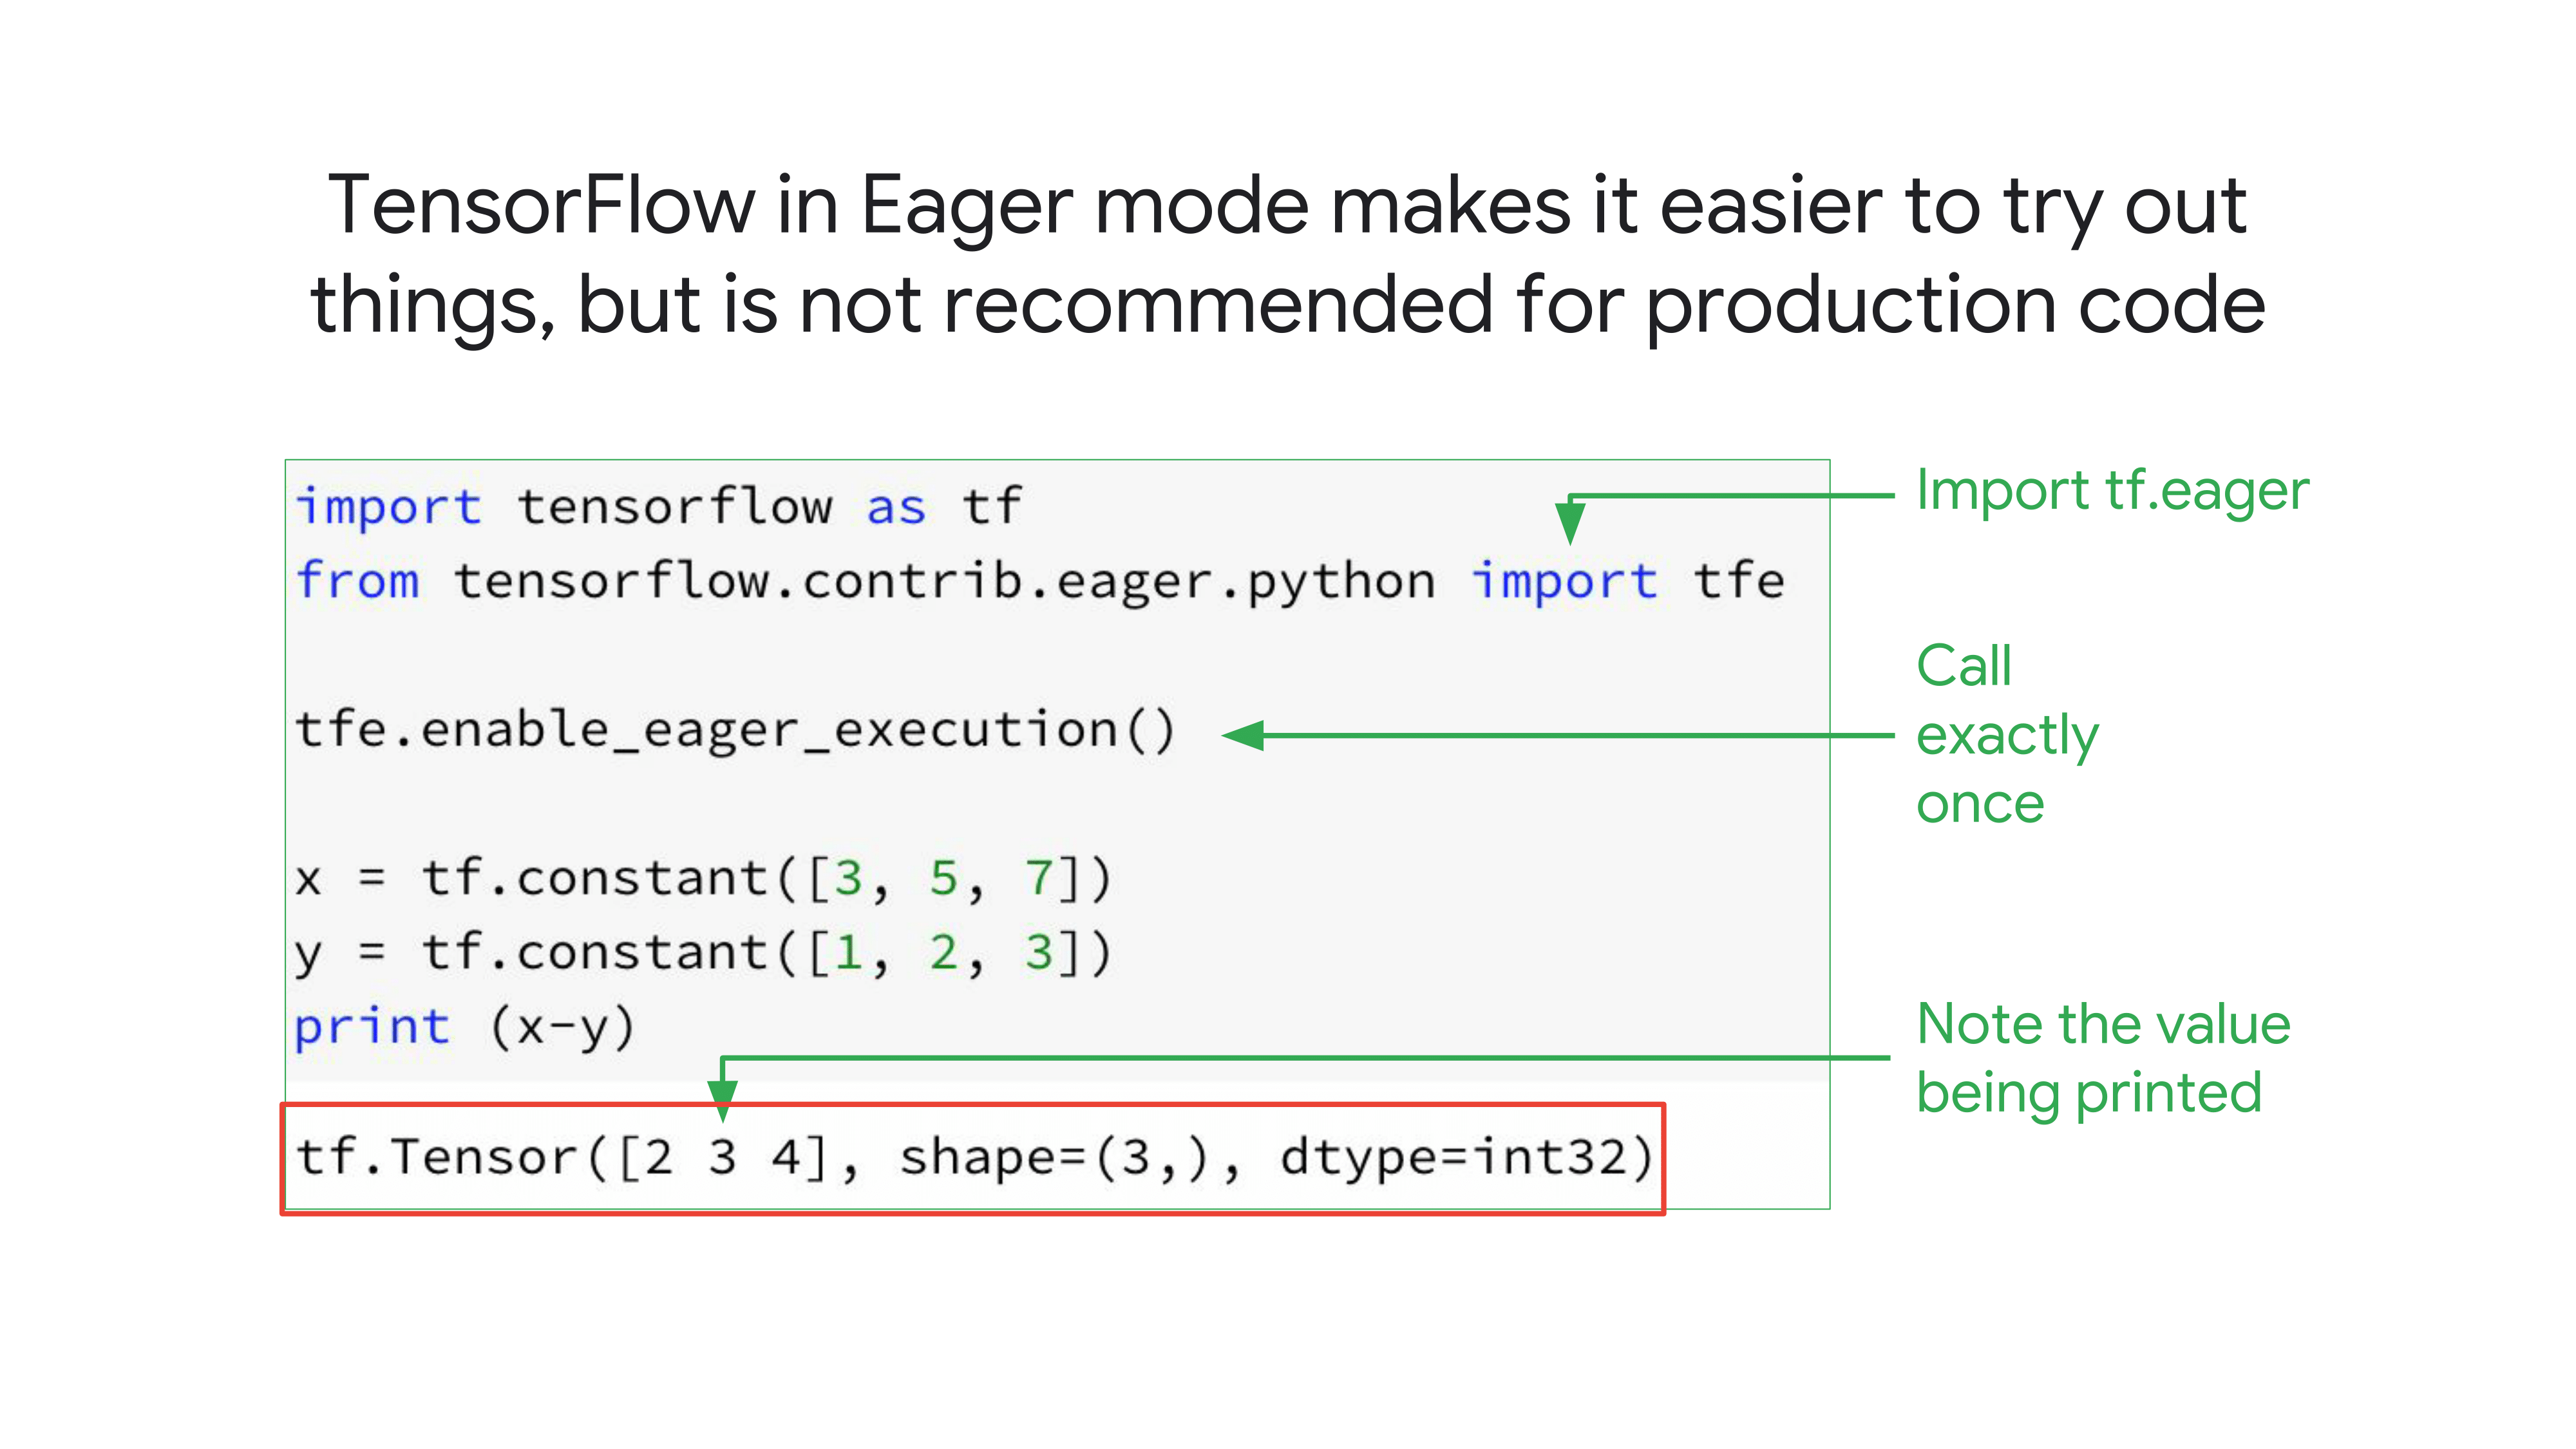 TensorFlow in Eager mode makes it easier to try out
things, but is not recommended for production code
import tensorflow as tf
from tensorflow.contrib.eager.python import tfe
tfe.enable_eager_execution()
x = tf.constant([3, 5, 7])
y = tf.constant([1, 2, 3])
print (x-y)
tf.Tensor([2 3 4], shape=(3,), dtype=int32)
Import tf.eager
Call
exactly
once
Note the value
being printed